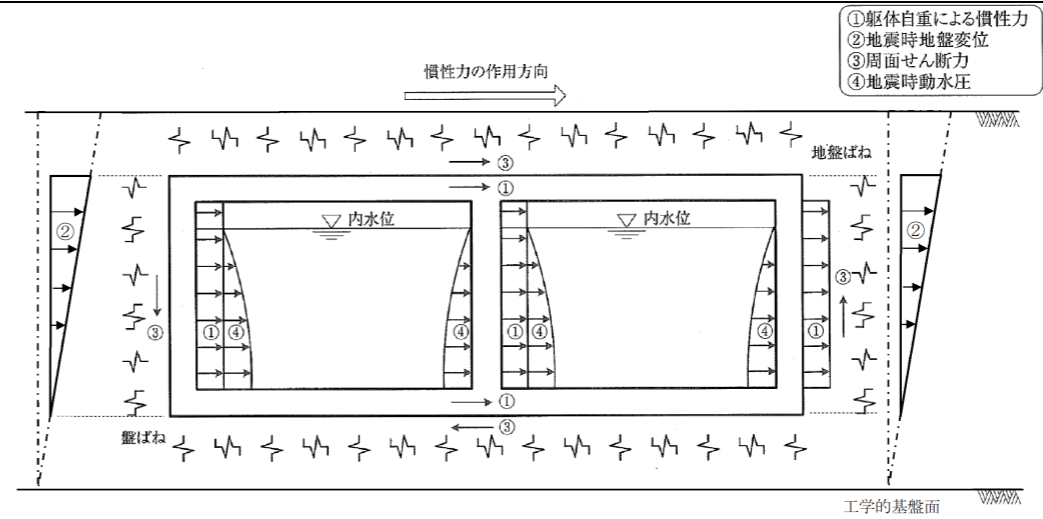 ①躯体自重による慣性力
②地震時地盤変位
③周面せん断力
④地震時動水圧
慣性力の作用方向
③
地盤ばね
①
▽内水位
▽内水位
②
②
③
③
①
④
④
①
④
④
①
①
盤ばね
③
工学的基盤面